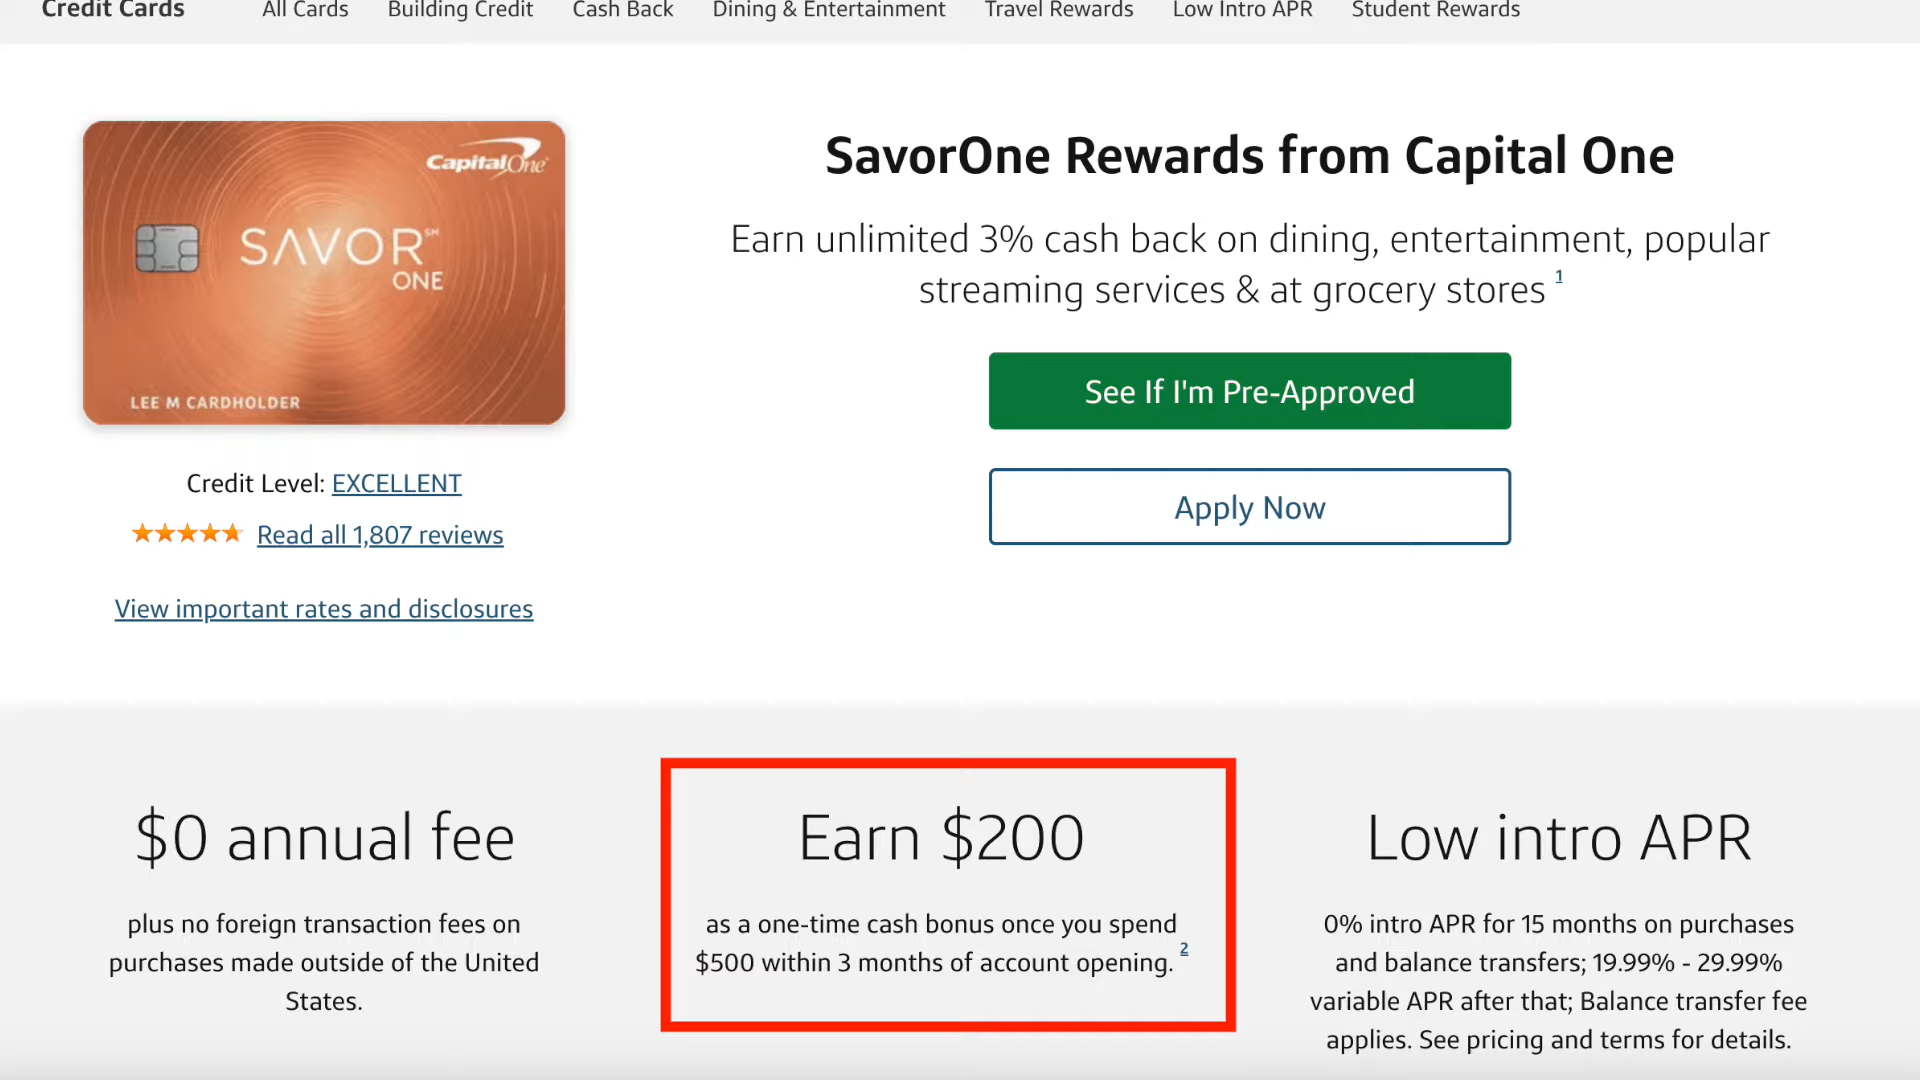 Credit Cards
All Cards
Building Credit
Cash Back
Dining & Entertainment
Travel Rewards
Low Intro APR
Student Rewards
Capital One
SAVOR SM
ONE
LEE M CARDHOLDER
Credit Level: EXCELLENT
Read all 1,807 reviews
View important rates and disclosures
SavorOne Rewards from Capital One
Earn unlimited 3% cash back on dining, entertainment, popular
streaming services & at grocery stores 1
See If I'm Pre-Approved
Apply Now
$0 annual fee
plus no foreign transaction fees on
purchases made outside of the United
States.
Earn $200
as a one-time cash bonus once you spend
$500 within 3 months of account opening. 2
Low intro APR
0% intro APR for 15 months on purchases
and balance transfers; 19.99% - 29.99%
variable APR after that; Balance transfer fee
applies. See pricing and terms for details.